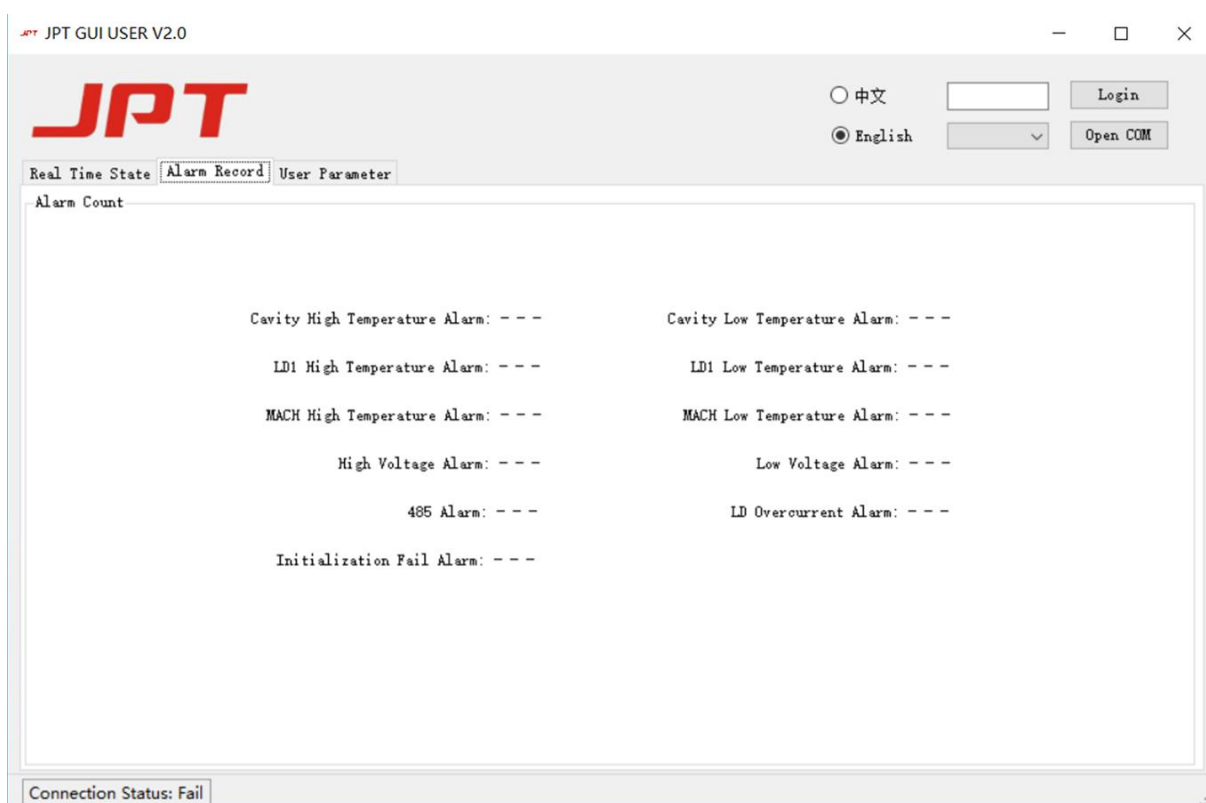 JPT JPT GUI USER V2.0
JPT
中文
Login
English
Open COM
Real Time State Alarm Record User Parameter
Alarm Count
Cavity High Temperature Alarm: - - - Cavity Low Temperature Alarm: - - -
LD1 High Temperature Alarm: - - - LD1 Low Temperature Alarm: - - -
MACH High Temperature Alarm: - - - MACH Low Temperature Alarm: - - -
High Voltage Alarm: - - - Low Voltage Alarm: - - -
485 Alarm: - - - LD Overcurrent Alarm: - - -
Initialization Fail Alarm: - - -
Connection Status: Fail